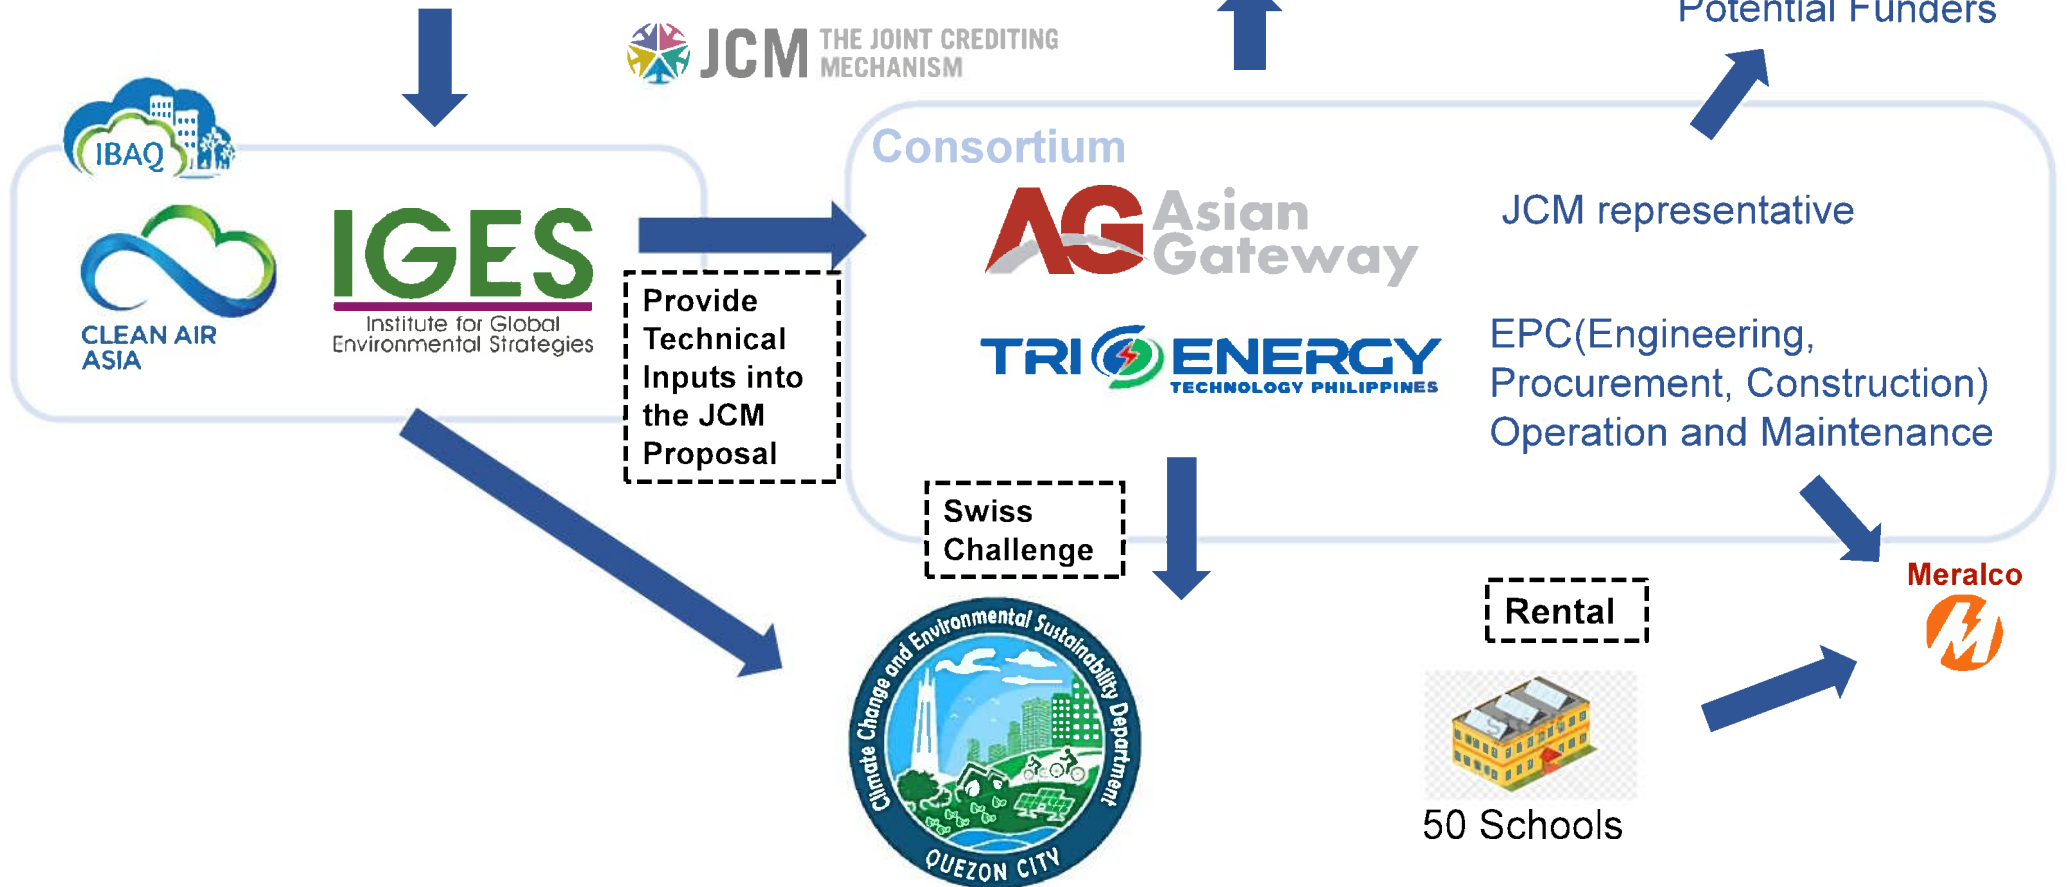 Potential Funders
JCM THE JOINT CREDITING
MECHANISM
IBAQ
Consortium
CLEAN AIR
ASIA
IGES
Institute for Global
Environmental Strategies
Provide
Technical
Inputs into
the JCM
Proposal
AG Asian
Gateway
JCM representative
TRI ENERGY
TECHNOLOGY PHILIPPINES
EPC(Engineering,
Procurement, Construction)
Operation and Maintenance
Swiss
Challenge
Meralco
Rental
Climate Change and Environmental Sustainability Department
QUEZON CITY
50 Schools